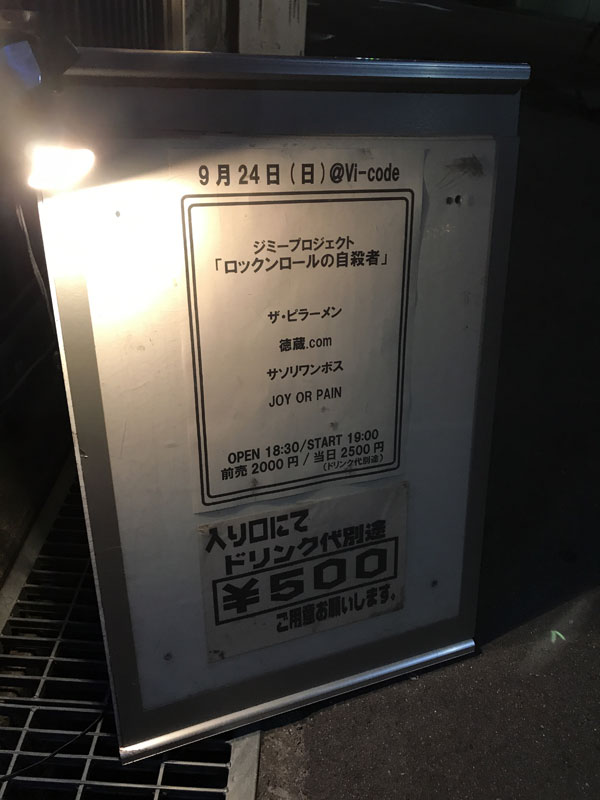 9月24日(日)@Vi-code
ジミープロジェクト
「ロックンロールの自殺者」
ザ・ピラーメン
徳蔵.com
サソリワンボス
JOY OR PAIN
OPEN 18:30/START 19:00
前売 2000円 / 当日 2500円
(ドリンク代別途)
入り口にて
ドリンク代別途
¥500
ご用意お願いします。